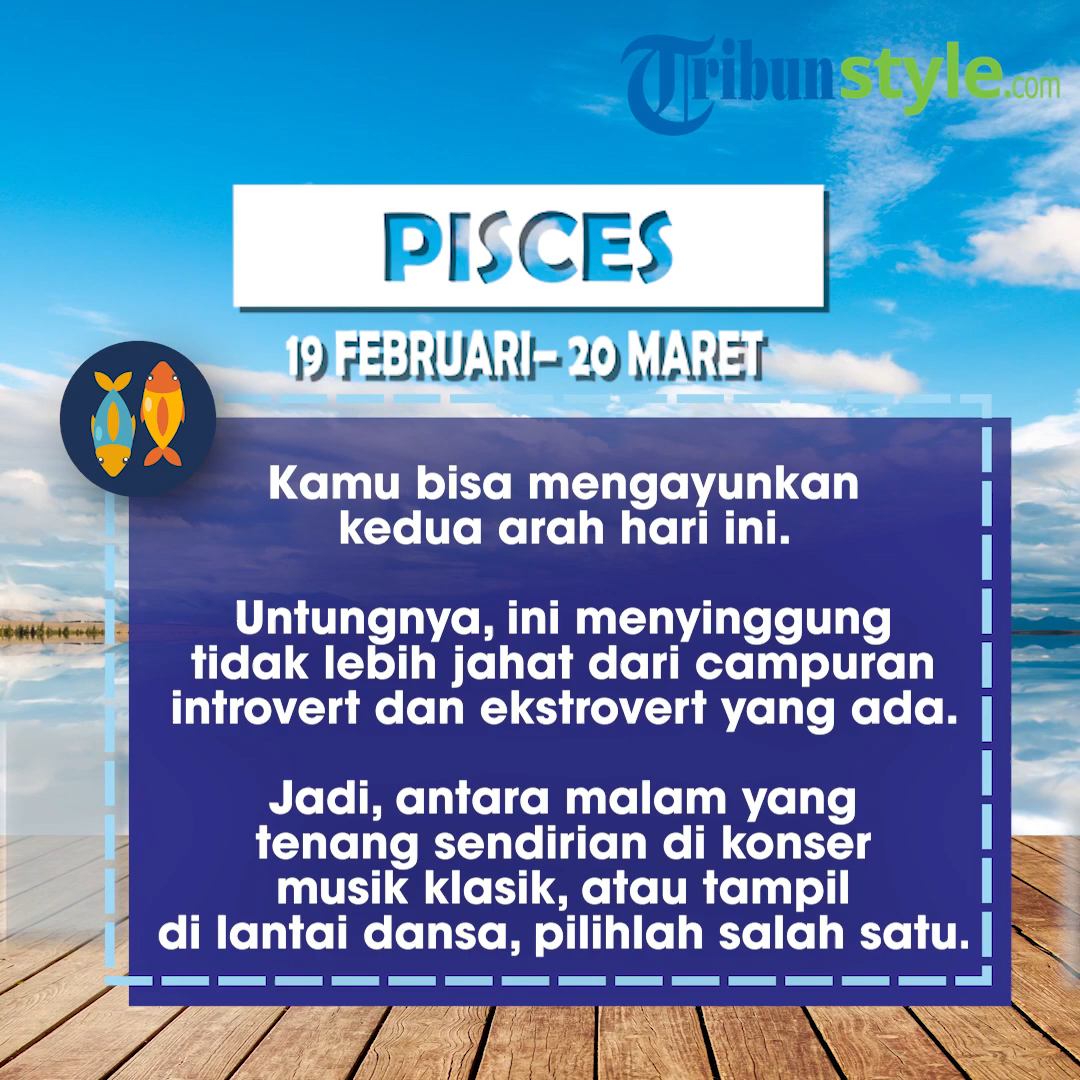 Tribunstyle.com
PISCES
19 FEBRUARI– 20 MARET
Kamu bisa mengayunkan
kedua arah hari ini.
Untungnya, ini menyinggung
tidak lebih jahat dari campuran
introvert dan ekstrovert yang ada.
Jadi, antara malam yang
tenang sendirian di konser
musik klasik, atau tampil
di lantai dansa, pilihlah salah satu.